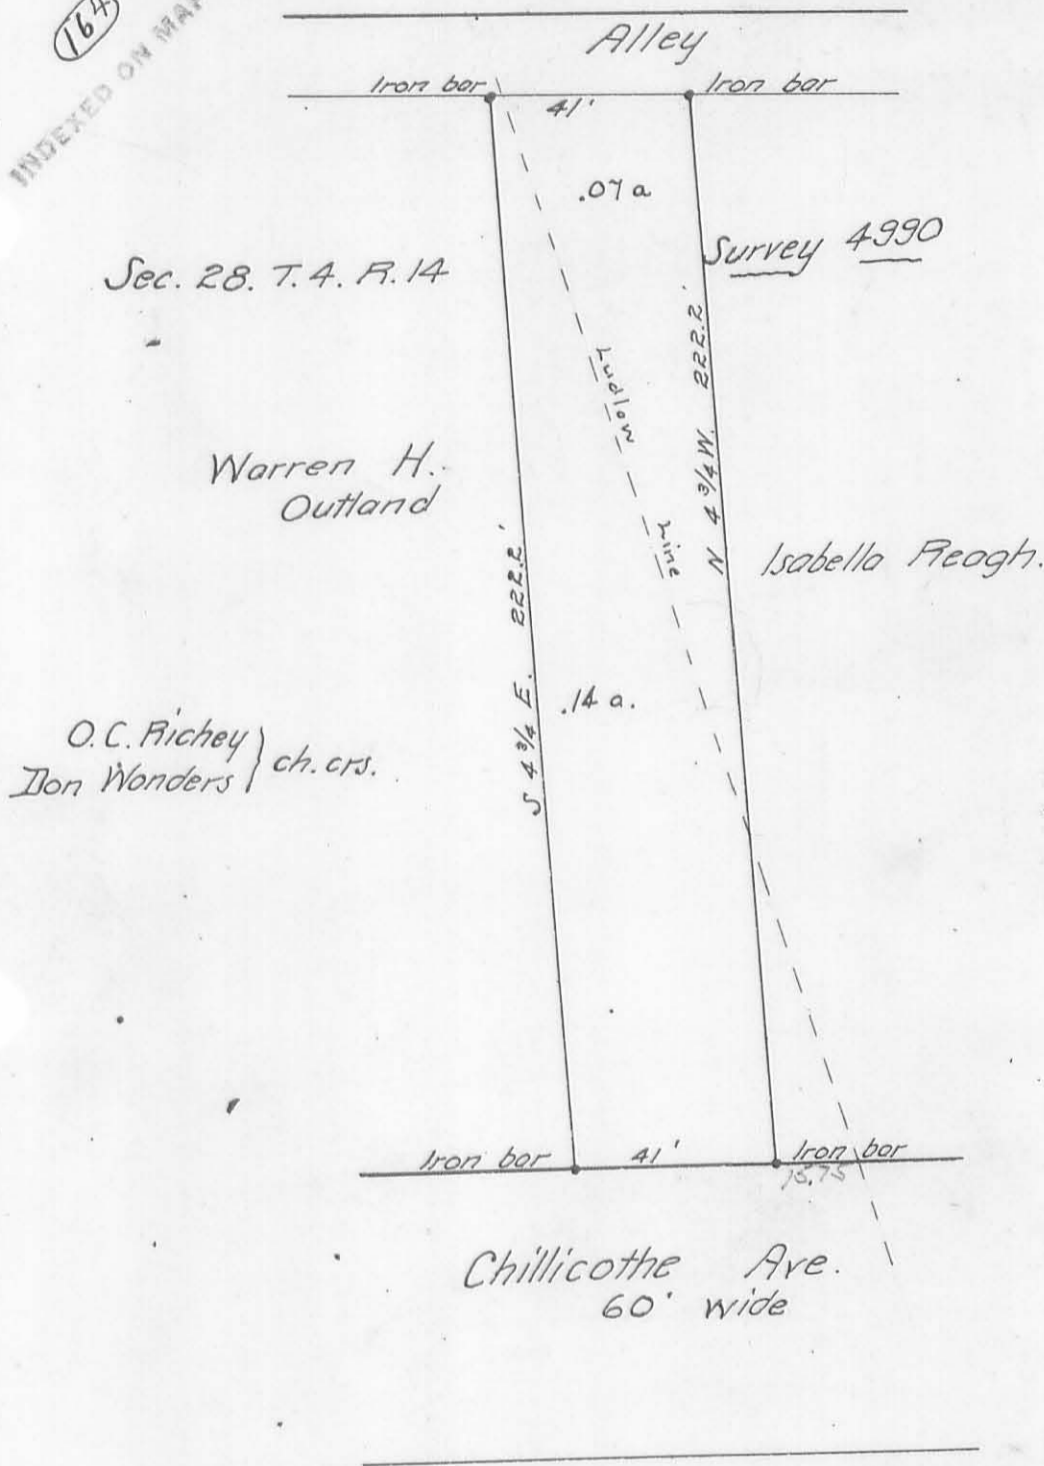 164
INDEXED ON MAP
Alley
Iron bar
Iron bar
41'
.07 a
Survey 4990
Sec. 28. T. 4. R. 14
N 4 3/4 W. 222.2'
Ludlow Line
Warren H.
Outland
S 4 3/4 E. 222.2'
Isabella Reagh.
.14 a.
O.C. Richey } ch. crs.
Don Wonders
Iron bar
41'
Iron bar
15.75
Chillicothe Ave.
60' wide